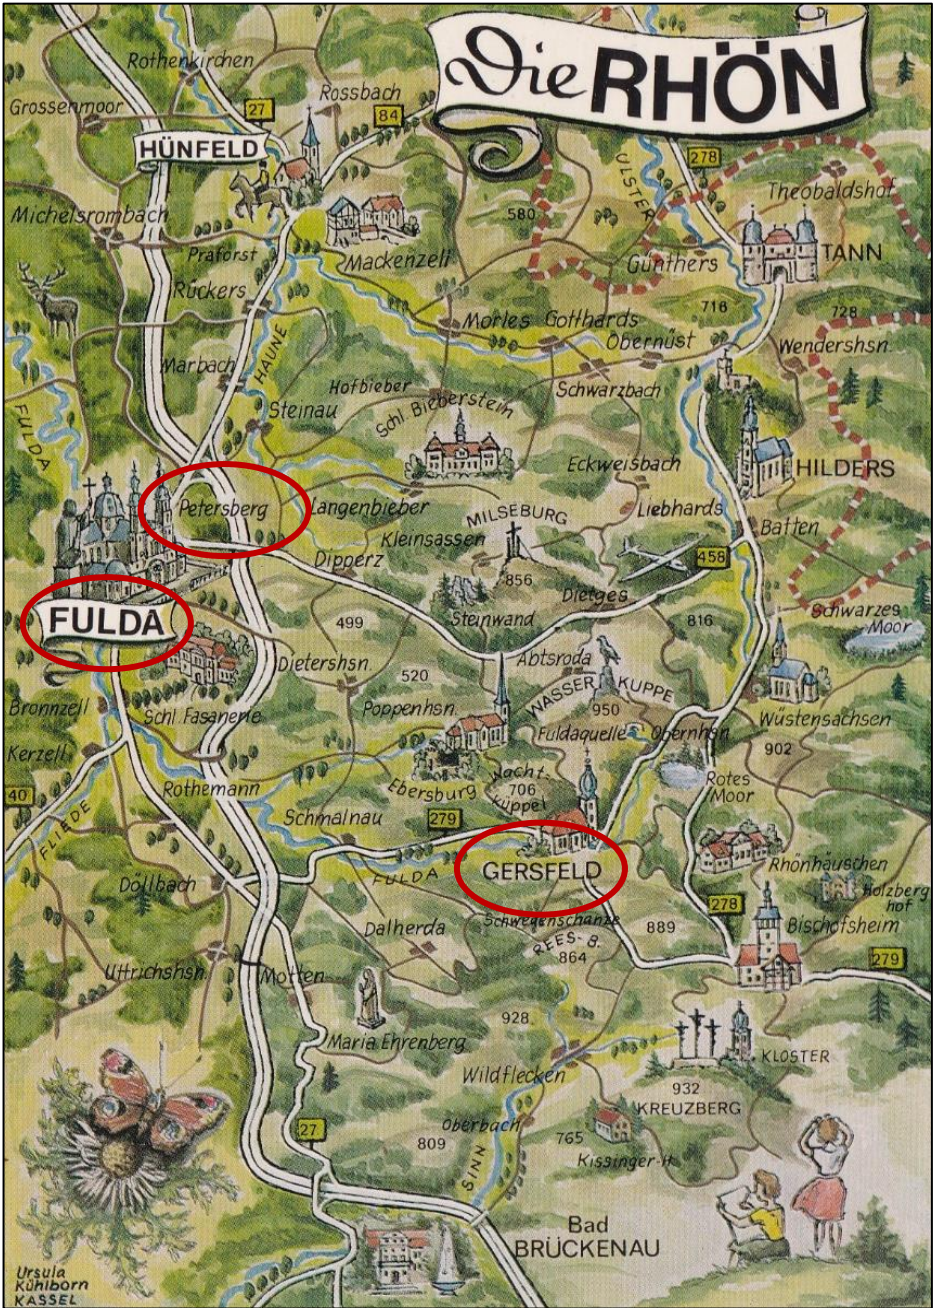 Die RHÖN
Rothenkirchen
Grossenmoor
27
Rossbach
84
HÜNFELD
ULSTER
278
Theobaldshof
Michelsrombach
580
Praforst
Mackenzell
Günthers
TANN
Rückers
718
728
Morles
Gotthards
Obernüst
Wendershsn.
HAUNE
Marbach
Hofbieber
Schwarzbach
Steinau
Schl. Bieberstein
FULDA
Eckweisbach
HILDERS
Petersberg
Langenbieber
MILSEBURG
Liebhards
Batten
Kleinsassen
Dipperz
856
458
Dietges
FULDA
499
Steinwand
816
Schwarzes
Moor
Dietershsn.
520
Abtsroda
WASSER KUPPE
950
Bronnzell
Schl. Fasanerie
Poppenhsn.
Fuldaquelle
Obernhsn.
Wüstensachsen
902
Kerzell
40
Rothemann
Ebersburg
Nacht-
706
küppel
Rotes
Moor
FLIEDE
Schmalnau
279
FULDA
GERSFELD
Rhönhäuschen
Holzberg
hof
Döllbach
Schwedenschanze
278
Dalherda
REES-B.
864
889
Bischofsheim
279
Uttrichshsn.
Motten
928
Maria Ehrenberg
KLOSTER
Wildflecken
932
KREUZBERG
Oberbach
27
809
765
SINN
Kissinger-H.
Bad
BRÜCKENAU
Ursula
Kühlborn
KASSEL